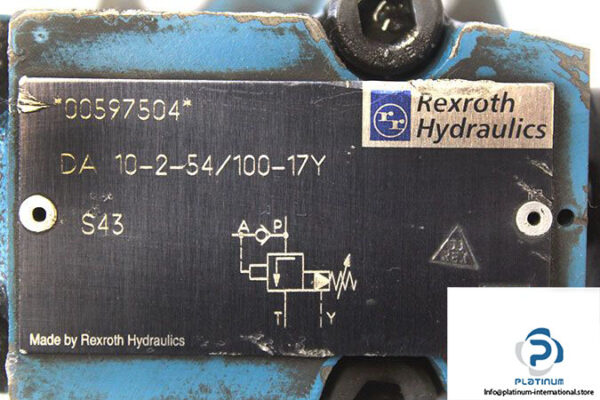 *00597504*
Rexroth
Hydraulics
DA 10-2-54/100-17Y
S43
A P
T Y
Made by Rexroth Hydraulics
PLATINUM
Info@platinum-international.store